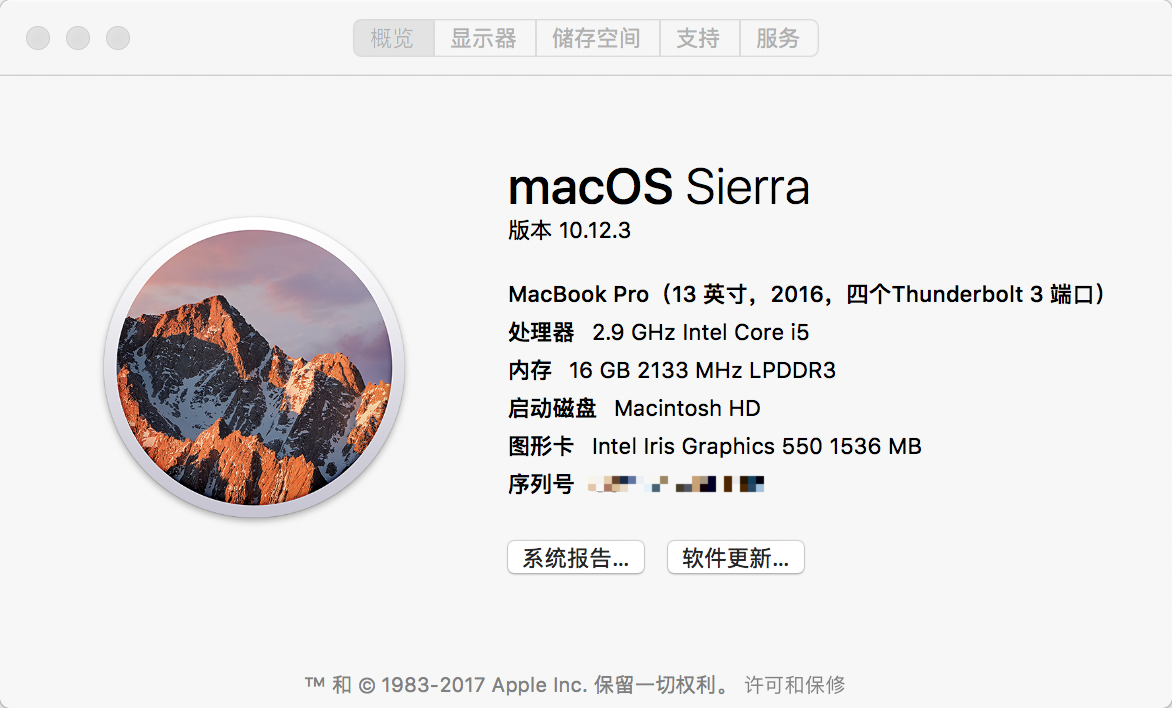 概览 显示器 储存空间 支持 服务
macOS Sierra
版本 10.12.3
MacBook Pro（13 英寸，2016，四个Thunderbolt 3 端口）
处理器 2.9 GHz Intel Core i5
内存 16 GB 2133 MHz LPDDR3
启动磁盘 Macintosh HD
图形卡 Intel Iris Graphics 550 1536 MB
序列号
系统报告... 软件更新...
™ 和 © 1983-2017 Apple Inc. 保留一切权利。 许可和保修